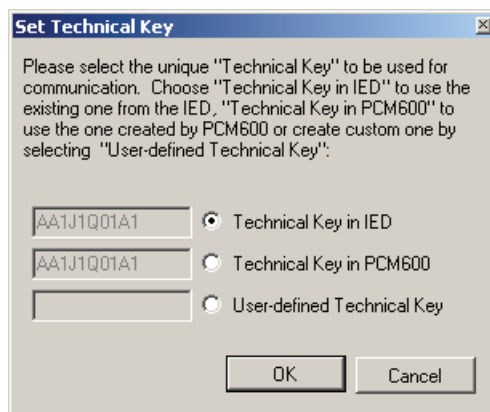 Set Technical Key
Please select the unique "Technical Key" to be used for
communication. Choose "Technical Key in IED" to use the
existing one from the IED, "Technical Key in PCM600" to
use the one created by PCM600 or create custom one by
selecting "User-defined Technical Key":
AA1J1Q01A1 Technical Key in IED
AA1J1Q01A1 Technical Key in PCM600
User-defined Technical Key
OK Cancel